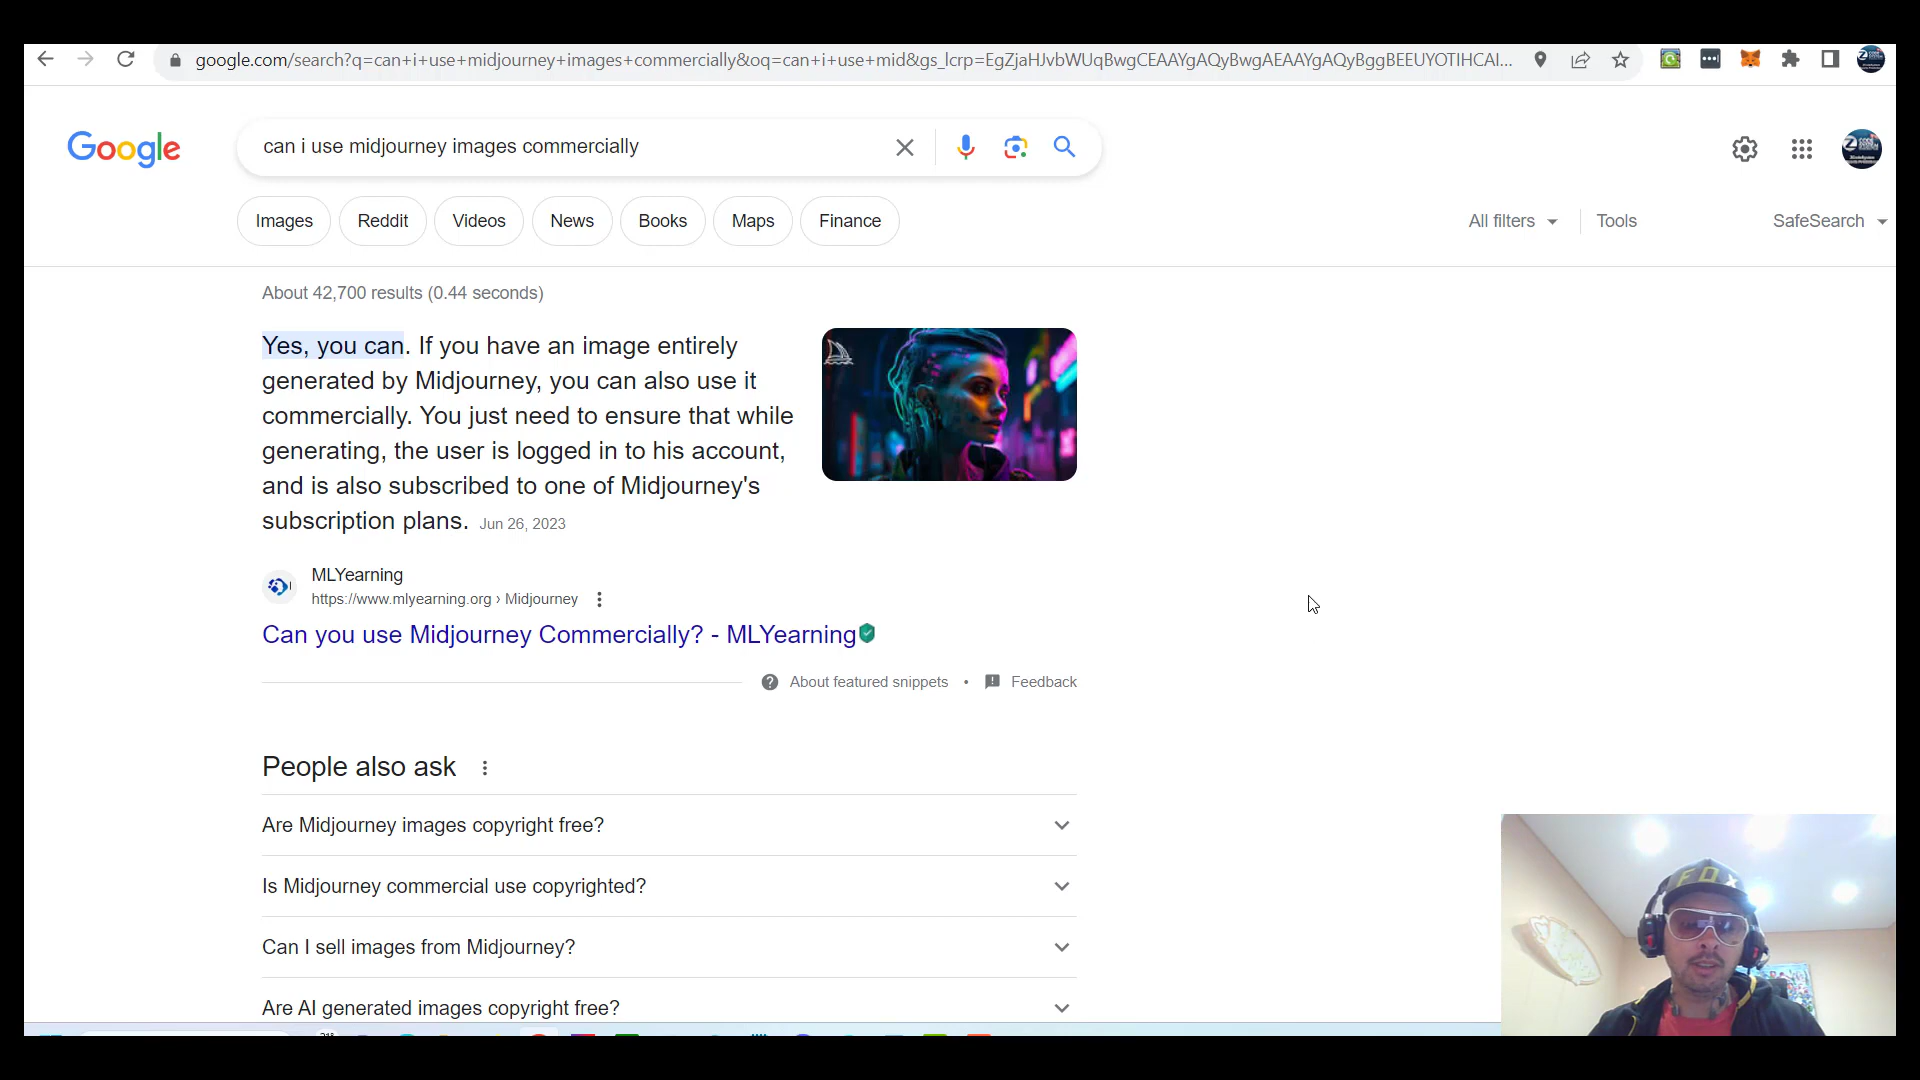 google.com/search?q=can+i+use+midjourney+images+commercially&oq=can+i+use+mid&gs_lcrp=EgZjaHJvbWUqBwgCEAAYgAQyBwgAEAAYgAQyBggBEEUYOTIHCAI...
Google
can i use midjourney images commercially
Images
Reddit
Videos
News
Books
Maps
Finance
All filters
Tools
SafeSearch
About 42,700 results (0.44 seconds)
Yes, you can. If you have an image entirely
generated by Midjourney, you can also use it
commercially. You just need to ensure that while
generating, the user is logged in to his account,
and is also subscribed to one of Midjourney's
subscription plans. Jun 26, 2023
MLYearning
https://www.mlyearning.org › Midjourney
Can you use Midjourney Commercially? - MLYearning
About featured snippets • Feedback
People also ask
Are Midjourney images copyright free?
Is Midjourney commercial use copyrighted?
Can I sell images from Midjourney?
Are AI generated images copyright free?
FOX